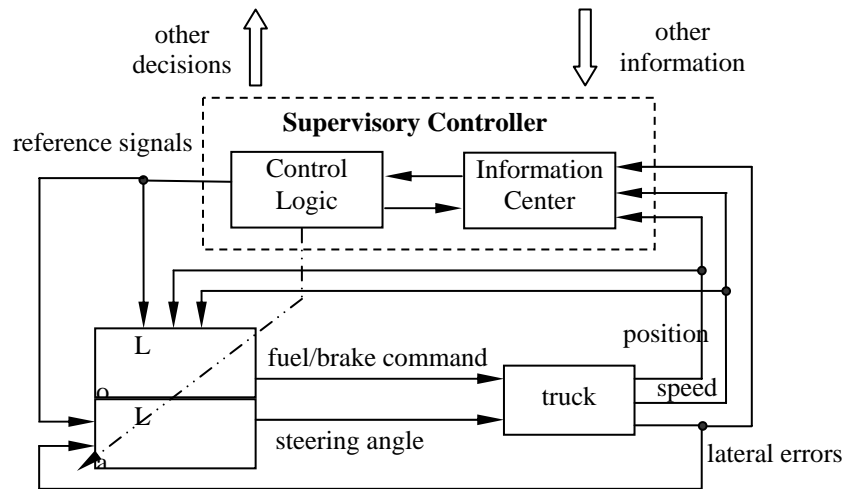 other
decisions
other
information
Supervisory Controller
reference signals
Control
Logic
Information
Center
L
o
L
a
fuel/brake command
steering angle
truck
position
speed
lateral errors